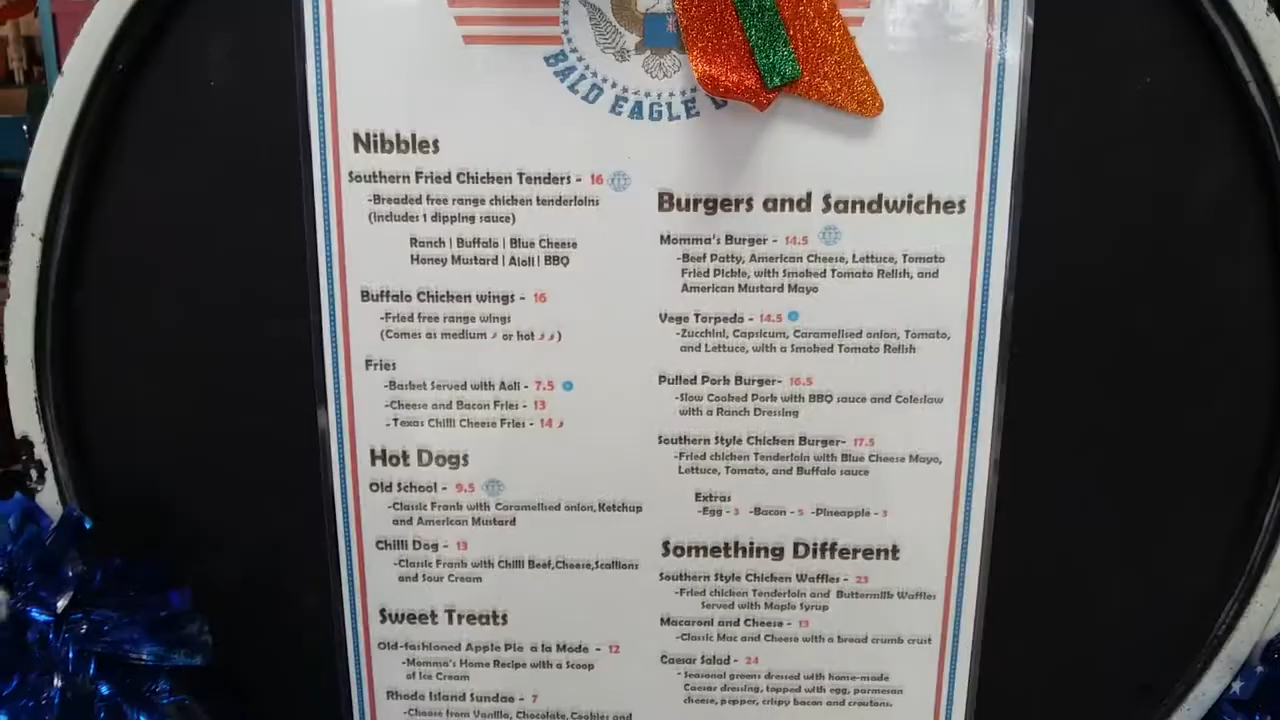 BALD EAGLE
Nibbles
Southern Fried Chicken Tenders - 16
-Breaded free range chicken tenderloins
(includes 1 dipping sauce)
Ranch | Buffalo | Blue Cheese
Honey Mustard | Aioli | BBQ
Buffalo Chicken wings - 16
-Fried free range wings
(Comes as medium or hot)
Fries
-Basket Served with Aoli - 7.5
-Cheese and Bacon Fries - 13
-Texas Chilli Cheese Fries - 14
Hot Dogs
Old School - 9.5
-Classic Frank with Caramelised onion, Ketchup
and American Mustard
Chilli Dog - 13
-Classic Frank with Chilli Beef,Cheese,Scallions
and Sour Cream
Sweet Treats
Old-fashioned Apple Pie a la Mode - 12
-Momma's Home Recipe with a Scoop
of Ice Cream
Rhode Island Sundae - 7
-Choose from Vanilla, Chocolate, Cookies and
Burgers and Sandwiches
Momma's Burger - 14.5
-Beef Patty, American Cheese, Lettuce, Tomato
Fried Pickle, with Smoked Tomato Relish, and
American Mustard Mayo
Vege Torpedo - 14.5
-Zucchini, Capsicum, Caramelised onion, Tomato,
and Lettuce, with a Smoked Tomato Relish
Pulled Pork Burger- 16.5
-Slow Cooked Pork with BBQ sauce and Coleslaw
with a Ranch Dressing
Southern Style Chicken Burger- 17.5
-Fried chicken Tenderloin with Blue Cheese Mayo,
Lettuce, Tomato, and Buffalo sauce
Extras
-Egg - 3 -Bacon - 5 -Pineapple - 3
Something Different
Southern Style Chicken Waffles - 23
-Fried chicken Tenderloin and Buttermilk Waffles
Served with Maple Syrup
Macaroni and Cheese - 13
-Classic Mac and Cheese with a bread crumb crust
Caesar Salad - 24
- Seasonal greens dressed with home-made
Caesar dressing, topped with egg, parmesan
cheese, pepper, crispy bacon and croutons.